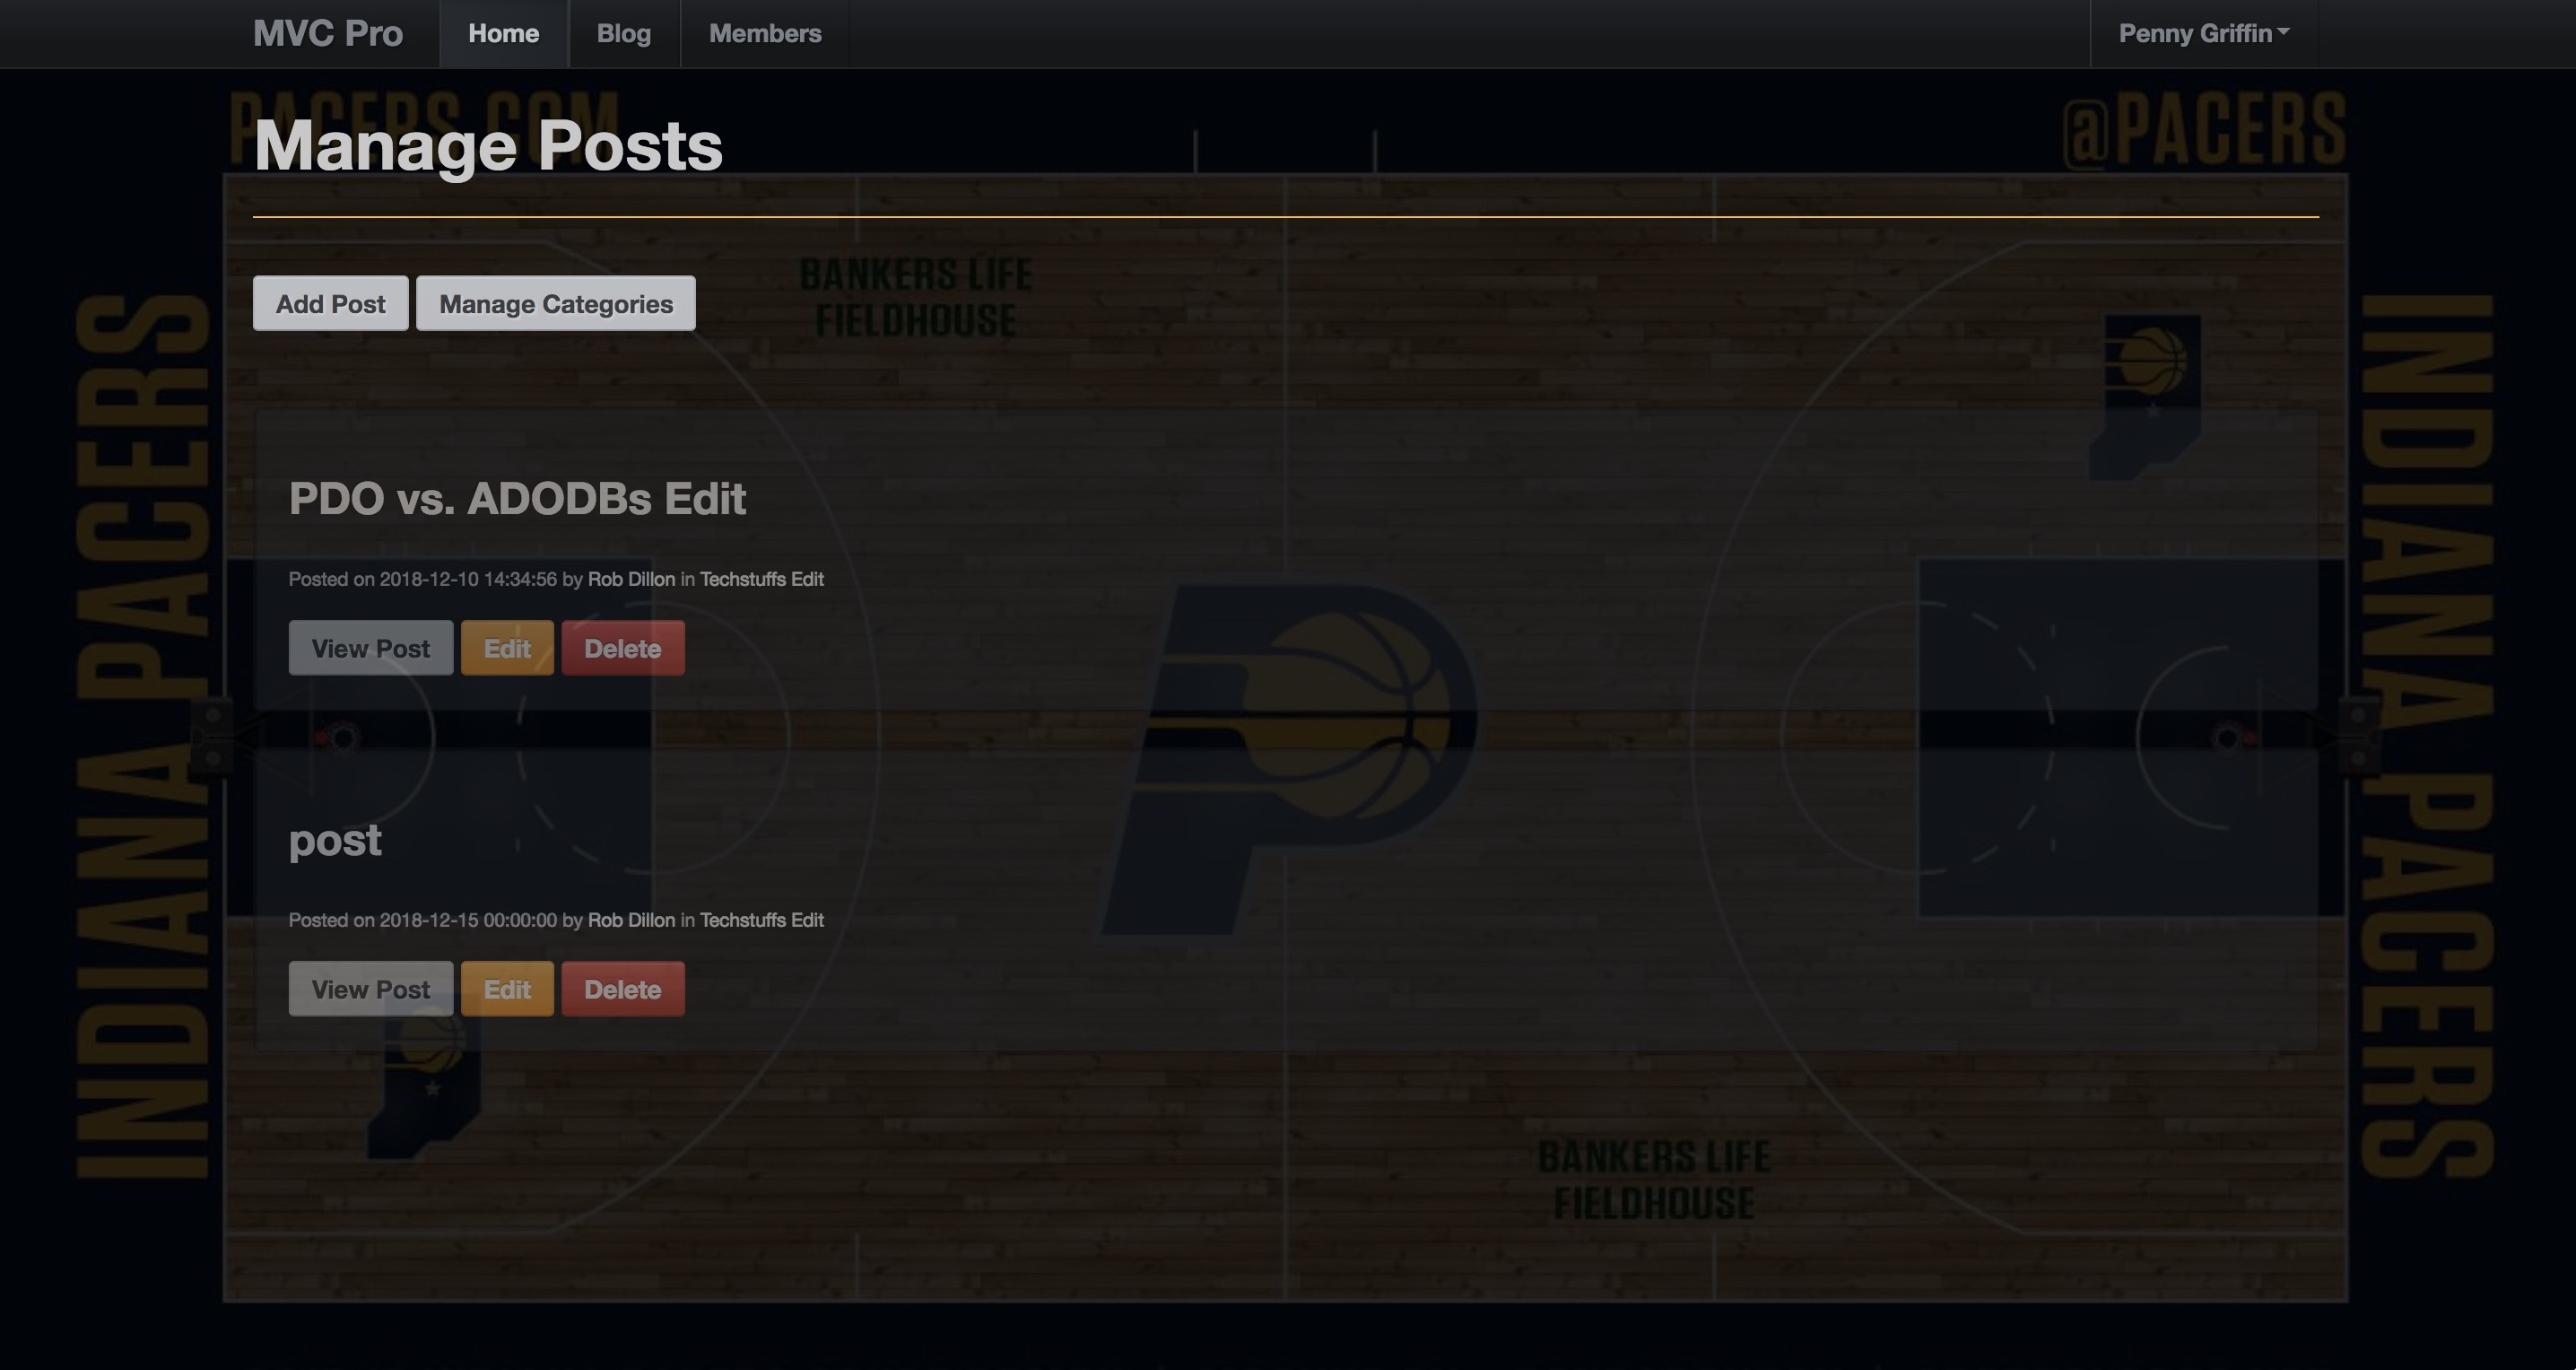 MVC Pro Home Blog Members Penny Griffin
PACERS.COM
@PACERS
Manage Posts
BANKERS LIFE
FIELDHOUSE
Add Post Manage Categories
INDIANA PACERS
INDIANA PACERS
PDO vs. ADODBs Edit
Posted on 2018-12-10 14:34:56 by Rob Dillon in Techstuffs Edit
View Post Edit Delete
post
Posted on 2018-12-15 00:00:00 by Rob Dillon in Techstuffs Edit
View Post Edit Delete
BANKERS LIFE
FIELDHOUSE